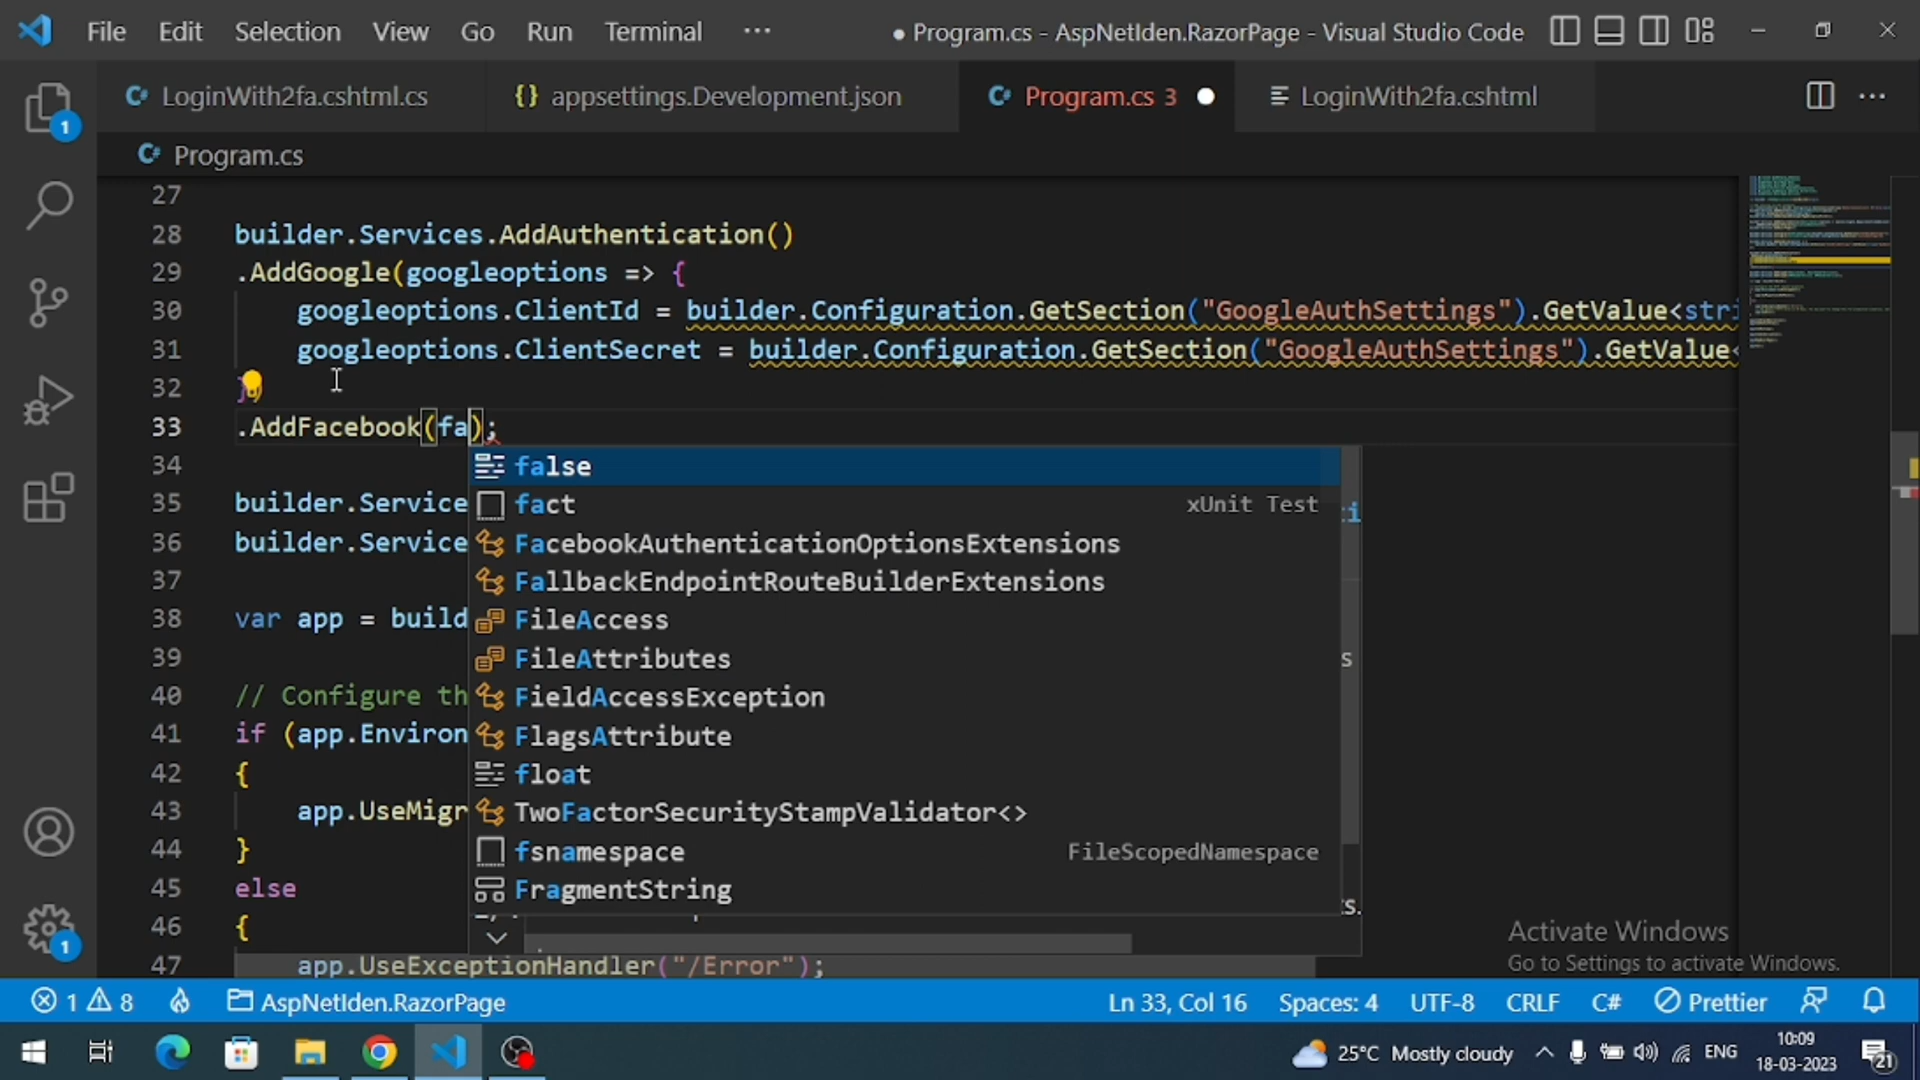 File Edit Selection View Go Run Terminal ··· ● Program.cs - AspNetIden.RazorPage - Visual Studio Code
LoginWith2fa.cshtml.cs {} appsettings.Development.json Program.cs 3 LoginWith2fa.cshtml ···
Program.cs
27
28 builder.Services.AddAuthentication()
29 .AddGoogle(googleoptions => {
30 googleoptions.ClientId = builder.Configuration.GetSection("GoogleAuthSettings").GetValue<stri
31 googleoptions.ClientSecret = builder.Configuration.GetSection("GoogleAuthSettings").GetValue<
32 })
33 .AddFacebook(fa);
34 false
fact xUnit Test
35 builder.Service
36 builder.Service FacebookAuthenticationOptionsExtensions
37 FallbackEndpointRouteBuilderExtensions
38 var app = build FileAccess
39 FileAttributes s
40 // Configure th FieldAccessException
41 if (app.Environ FlagsAttribute
42 { float
43 app.UseMigr TwoFactorSecurityStampValidator<>
44 } fsnamespace FileScopedNamespace
45 else FragmentString
46 {
47 app.UseExceptionHandler("/Error");
Activate Windows
Go to Settings to activate Windows.
1 8 AspNetIden.RazorPage Ln 33, Col 16 Spaces: 4 UTF-8 CRLF C# Prettier
25°C Mostly cloudy ENG 10:09
18-03-2023 21